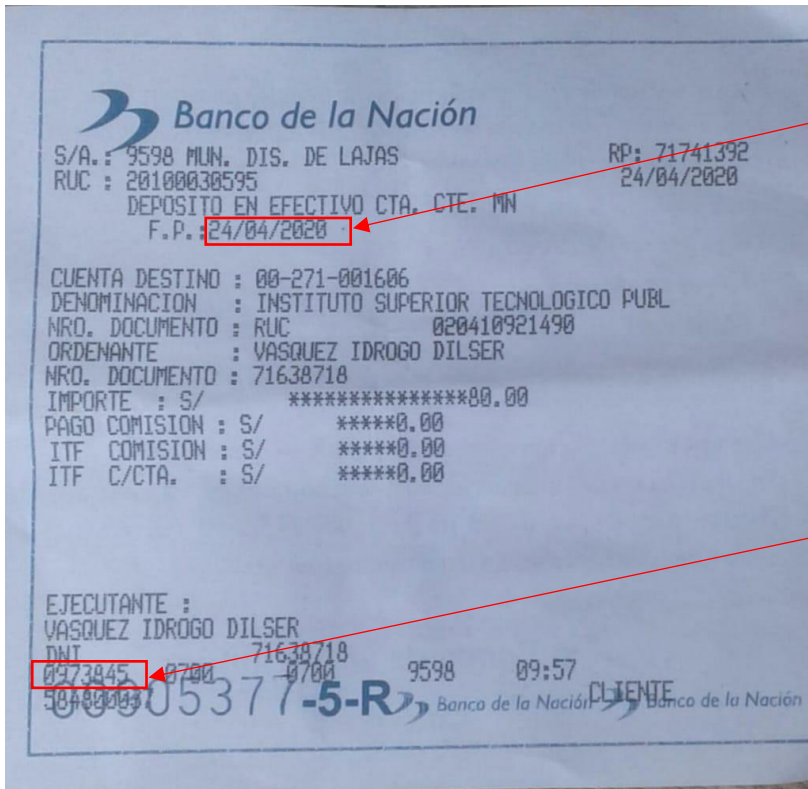 Banco de la Nación
S/A.: 9598 MUN. DIS. DE LAJAS RP: 71741392
RUC : 20100030595 24/04/2020
DEPOSITO EN EFECTIVO CTA. CTE. MN
F.P.:24/04/2020
CUENTA DESTINO : 00-271-001606
DENOMINACION : INSTITUTO SUPERIOR TECNOLOGICO PUBL
NRO. DOCUMENTO : RUC 020410921490
ORDENANTE : VASQUEZ IDROGO DILSER
NRO. DOCUMENTO : 71638718
IMPORTE : S/ ***************80.00
PAGO COMISION : S/ *****0.00
ITF COMISION : S/ *****0.00
ITF C/CTA. : S/ *****0.00
EJECUTANTE :
VASQUEZ IDROGO DILSER
DNI 71638718
0973845 0700 0700 9598 09:57
5377-5-R Banco de la Nación CLIENTE Banco de la Nación